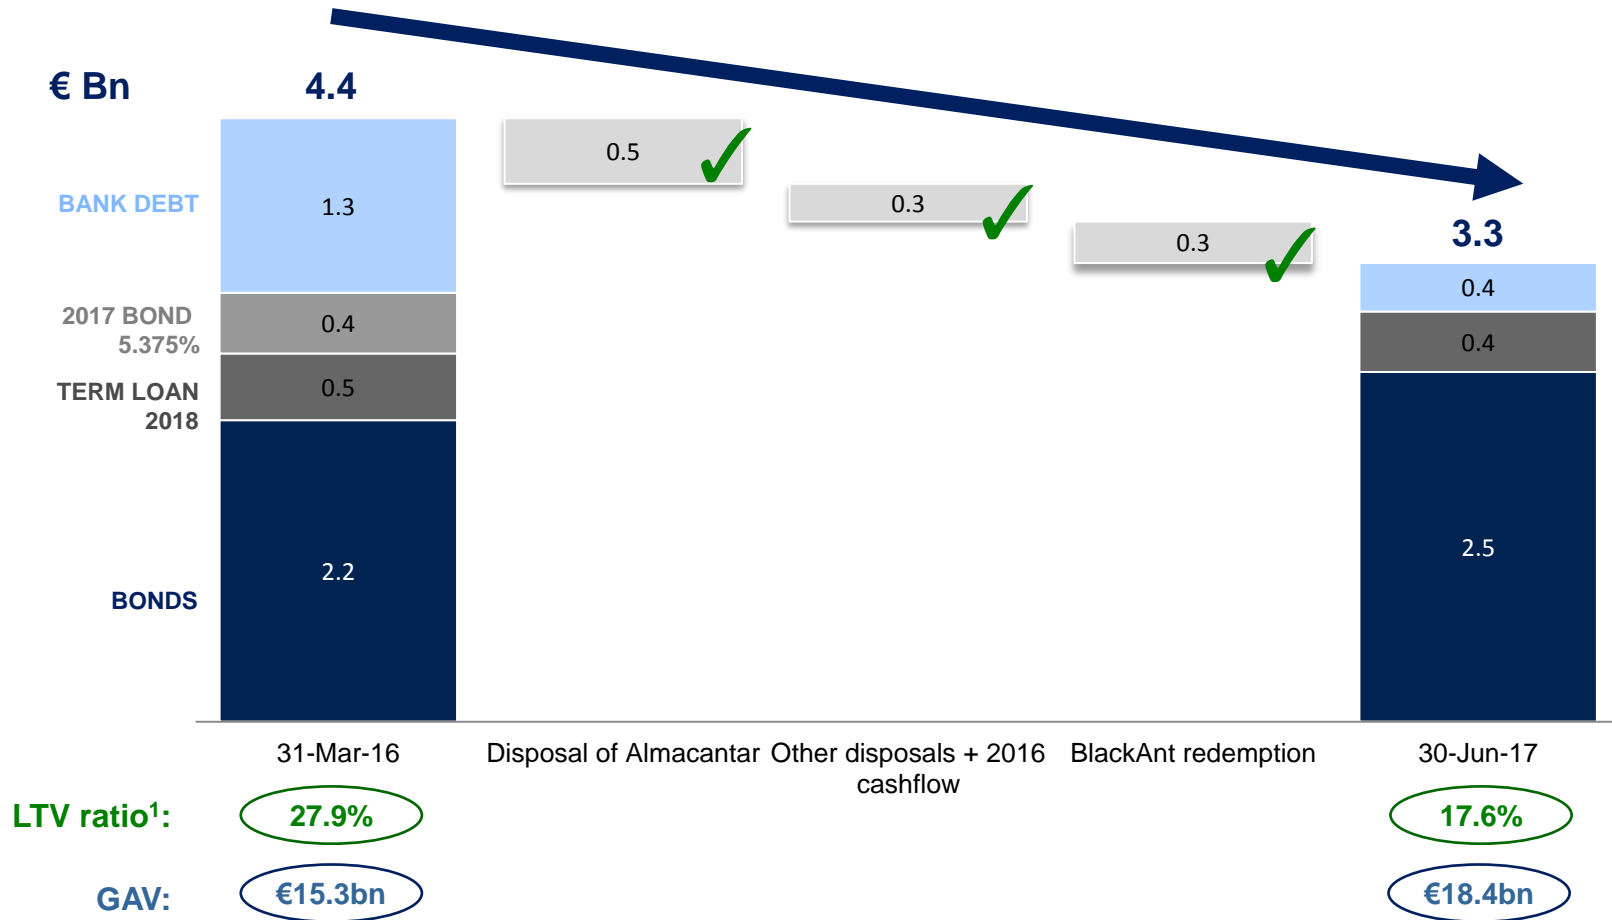 € Bn
4.4
0.5
BANK DEBT
1.3
0.3
0.3
3.3
0.4
2017 BOND
5.375%
0.4
0.4
TERM LOAN
2018
0.5
2.2
2.5
BONDS
31-Mar-16
Disposal of Almacantar
Other disposals + 2016
cashflow
BlackAnt redemption
30-Jun-17
LTV ratio¹:
27.9%
17.6%
GAV:
€15.3bn
€18.4bn